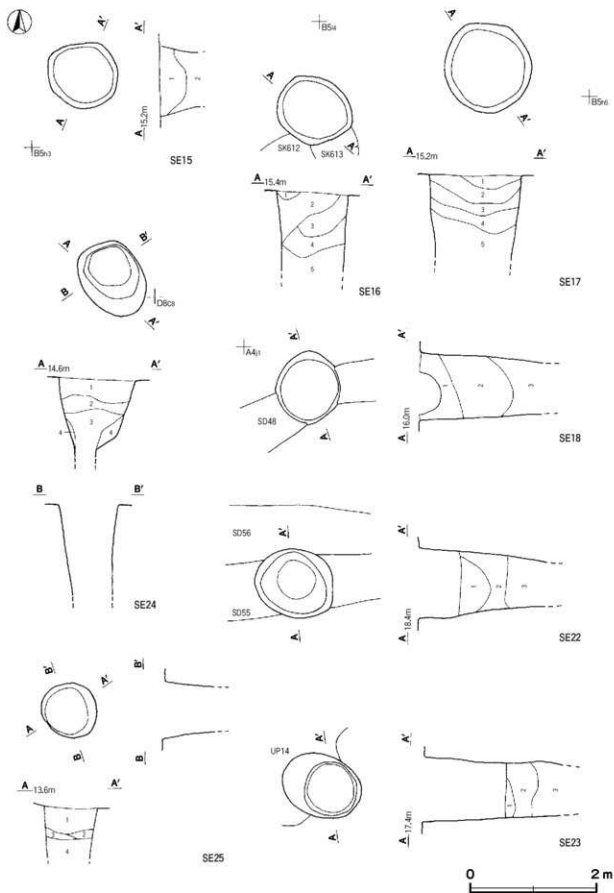 A′
A
B5h3
A′
1
2
A 15.2m
SE15
B5i4
A
A′
SK612
SK613
A 15.4m
A′
1
2
3
4
5
SE16
A
A′
B5h6
A 15.2m
A′
1
2
3
4
5
SE17
A
B′
B
D8c8
A′
A 14.6m
A′
1
2
3
4
4
B
B′
SE24
A4j1
A′
SD48
A
A′
1
2
3
A 16.0m
SE18
SD56
A′
SD55
A
A′
1
2
3
A 18.4m
SE22
B′
A′
A
B
B′
B
A 13.6m
A′
1
4
SE25
UP14
A′
A
A′
1
2
3
A 17.4m
SE23
0
2 m